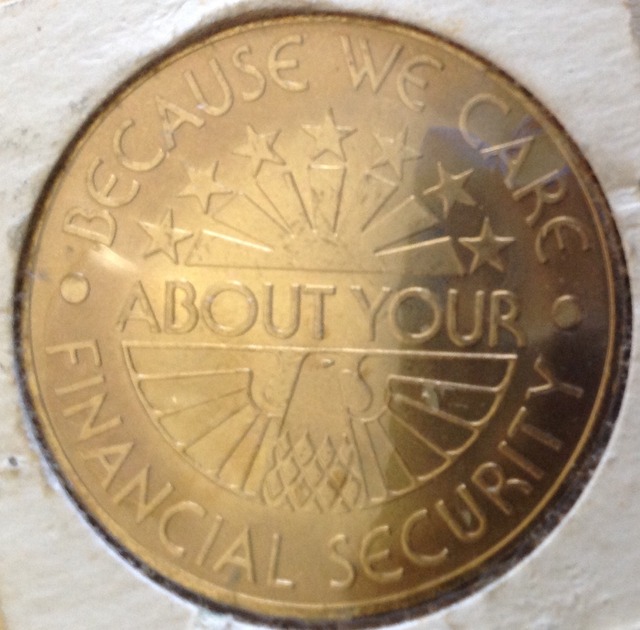 BECAUSE WE CARE
ABOUT YOUR
FINANCIAL SECURITY